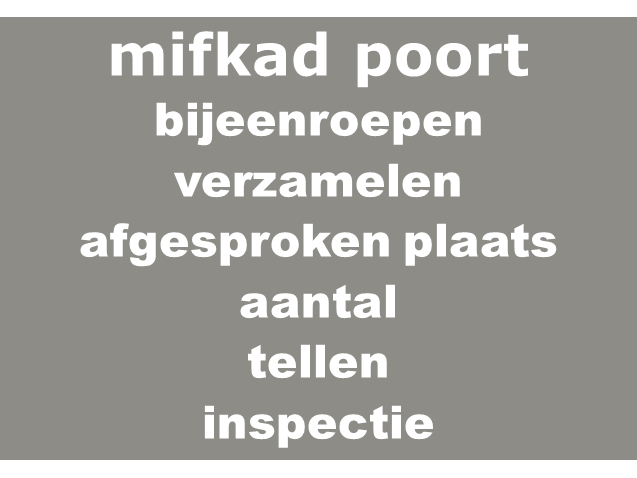 mifkad poort
bijeenroepen
verzamelen
afgesproken plaats
aantal
tellen
inspectie